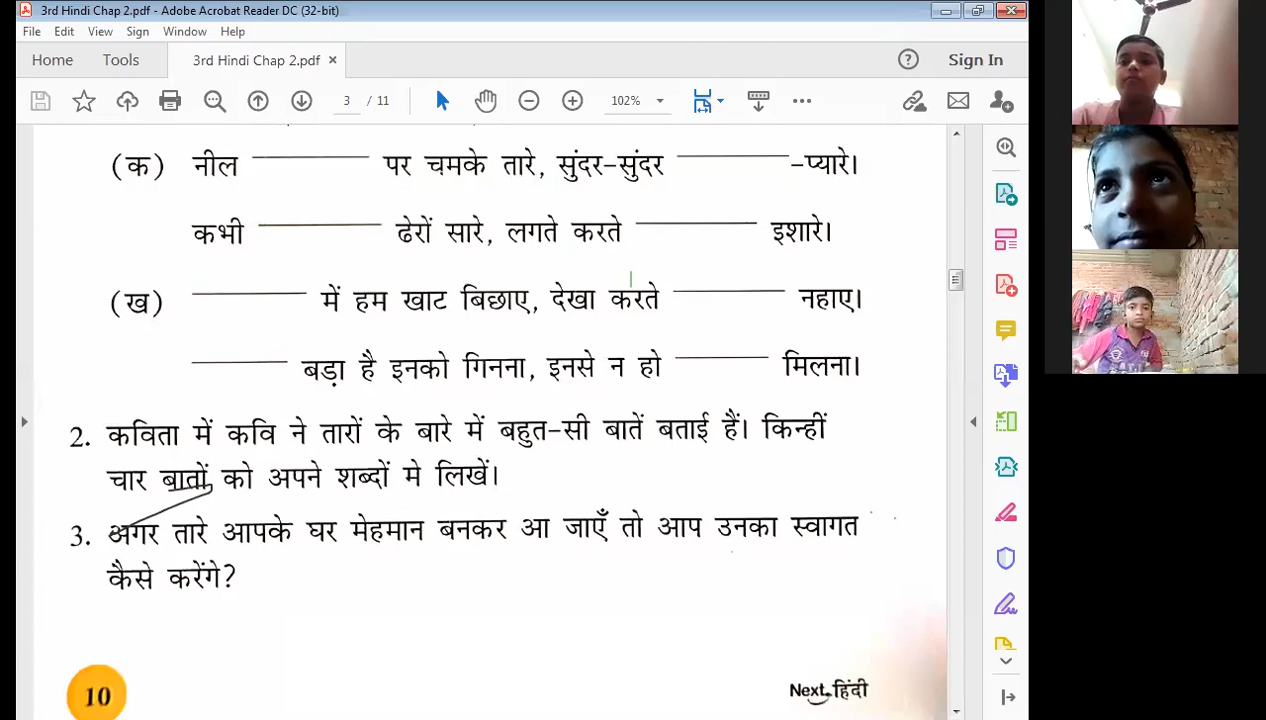 3rd Hindi Chap 2.pdf - Adobe Acrobat Reader DC (32-bit)
File Edit View Sign Window Help
Home Tools 3rd Hindi Chap 2.pdf × Sign In
3 / 11 102%
(क) नील ________ पर चमके तारे, सुंदर-सुंदर ________ -प्यारे।
कभी ________ ढेरों सारे, लगते करते ________ इशारे।
(ख) ________ में हम खाट बिछाए, देखा करते ________ नहाए।
________ बड़ा है इनको गिनना, इनसे न हो ________ मिलना।
2. कविता में कवि ने तारों के बारे में बहुत-सी बातें बताई हैं। किन्हीं
चार बातों को अपने शब्दों मे लिखें।
3. अगर तारे आपके घर मेहमान बनकर आ जाएँ तो आप उनका स्वागत
कैसे करेंगे?
10
Next हिंदी